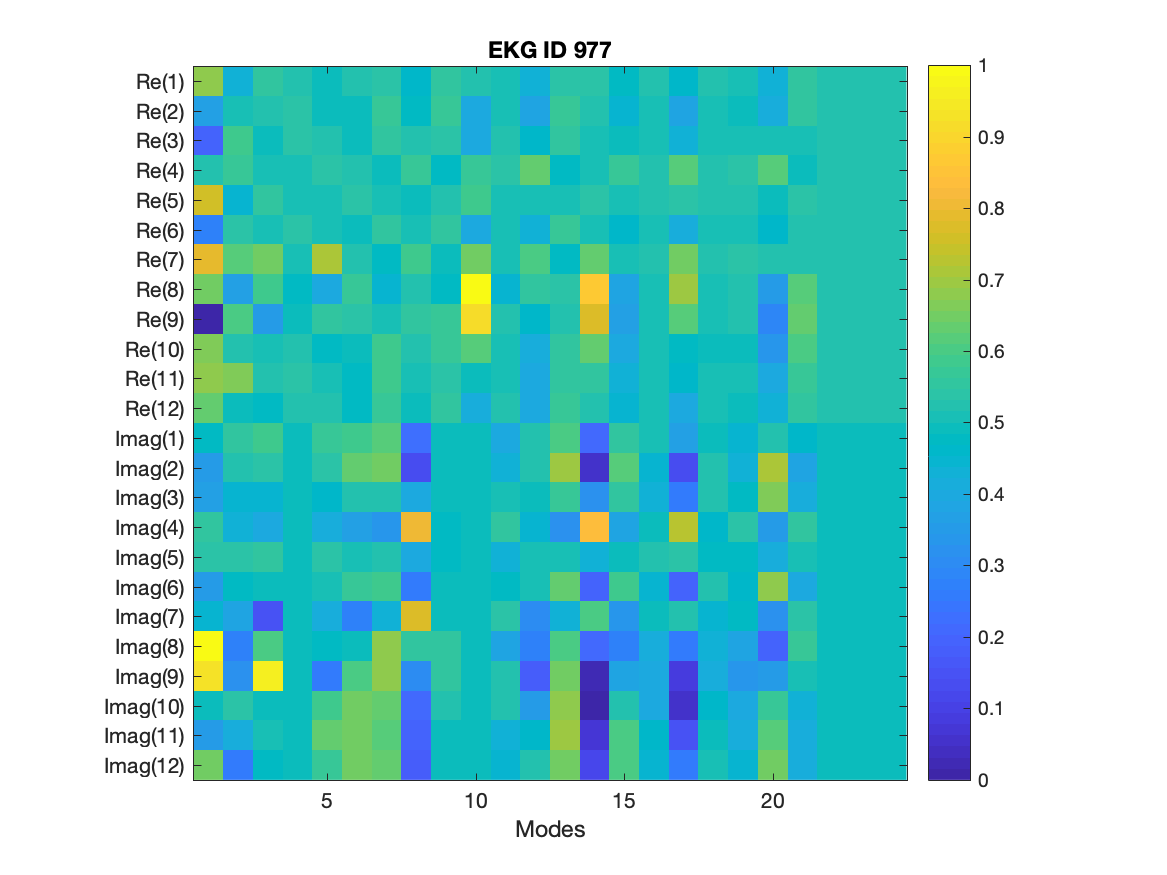 EKG ID 977
Re(1)
Re(2)
Re(3)
Re(4)
Re(5)
Re(6)
Re(7)
Re(8)
Re(9)
Re(10)
Re(11)
Re(12)
Imag(1)
Imag(2)
Imag(3)
Imag(4)
Imag(5)
Imag(6)
Imag(7)
Imag(8)
Imag(9)
Imag(10)
Imag(11)
Imag(12)
5 10 15 20
Modes
1
0.9
0.8
0.7
0.6
0.5
0.4
0.3
0.2
0.1
0